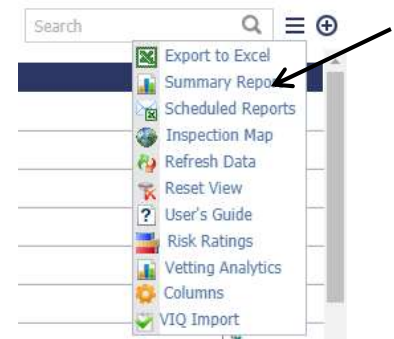 Search
Export to Excel
Summary Repor
Scheduled Reports
Inspection Map
Refresh Data
Reset View
User's Guide
Risk Ratings
Vetting Analytics
Columns
VIQ Import